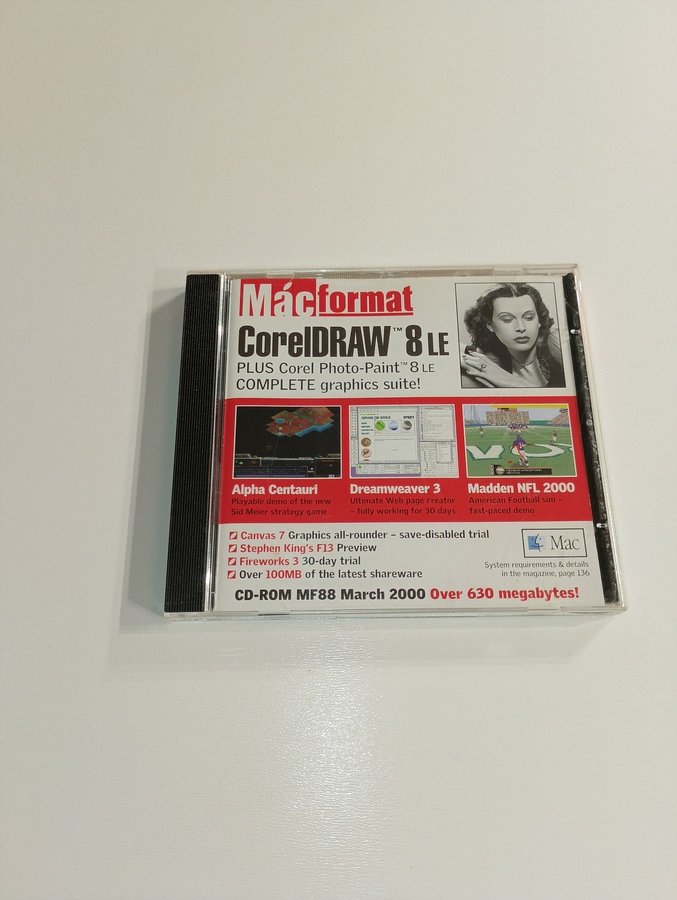 Macformat
CorelDRAW™ 8 LE
PLUS Corel Photo-Paint™ 8 LE
COMPLETE graphics suite!
Alpha Centauri
Playable demo of the new
Sid Meier strategy game
Dreamweaver 3
Ultimate Web page creator
– fully working for 30 days
Madden NFL 2000
American Football sim –
fast-paced demo
Canvas 7 Graphics all-rounder – save-disabled trial
Stephen King's F13 Preview
Fireworks 3 30-day trial
Over 100MB of the latest shareware
Mac
System requirements & details
in the magazine, page 136
CD-ROM MF88 March 2000 Over 630 megabytes!